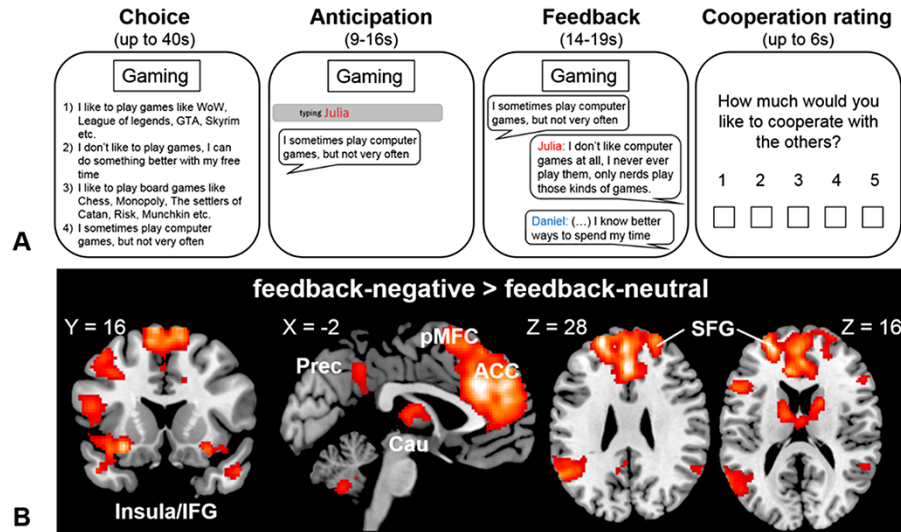 Choice
(up to 40s)
Gaming
1) I like to play games like WoW,
League of legends, GTA, Skyrim
etc.
2) I don't like to play games, I can
do something better with my free
time
3) I like to play board games like
Chess, Monopoly, The settlers of
Catan, Risk, Munchkin etc.
4) I sometimes play computer
games, but not very often
Anticipation
(9-16s)
Gaming
typing Julia
I sometimes play computer
games, but not very often
Feedback
(14-19s)
Gaming
I sometimes play computer
games, but not very often
Julia: I don't like computer
games at all, I never ever
play them, only nerds play
those kinds of games.
Daniel: (...) I know better
ways to spend my time
Cooperation rating
(up to 6s)
How much would you
like to cooperate with
the others?
1 2 3 4 5
A
feedback-negative > feedback-neutral
Y = 16
Insula/IFG
X = -2
pMFC
Prec
ACC
Cau
Z = 28
SFG
Z = 16
B